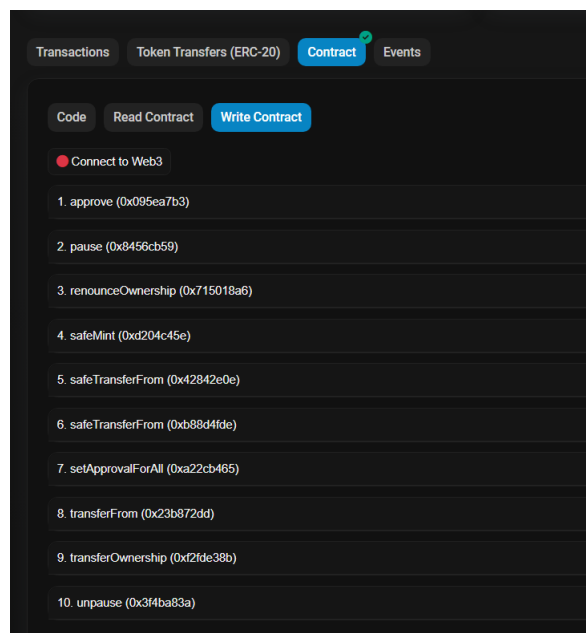 Transactions Token Transfers (ERC-20) Contract Events
Code Read Contract Write Contract
Connect to Web3
1. approve (0x095ea7b3)
2. pause (0x8456cb59)
3. renounceOwnership (0x715018a6)
4. safeMint (0xd204c45e)
5. safeTransferFrom (0x42842e0e)
6. safeTransferFrom (0xb88d4fde)
7. setApprovalForAll (0xa22cb465)
8. transferFrom (0x23b872dd)
9. transferOwnership (0xf2fde38b)
10. unpause (0x3f4ba83a)